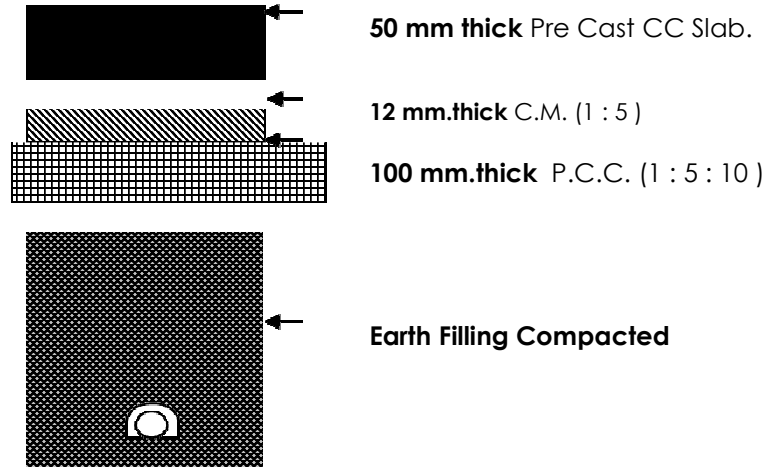 50 mm thick Pre Cast CC Slab.
12 mm.thick C.M. (1 : 5 )
100 mm.thick P.C.C. (1 : 5 : 10 )
Earth Filling Compacted